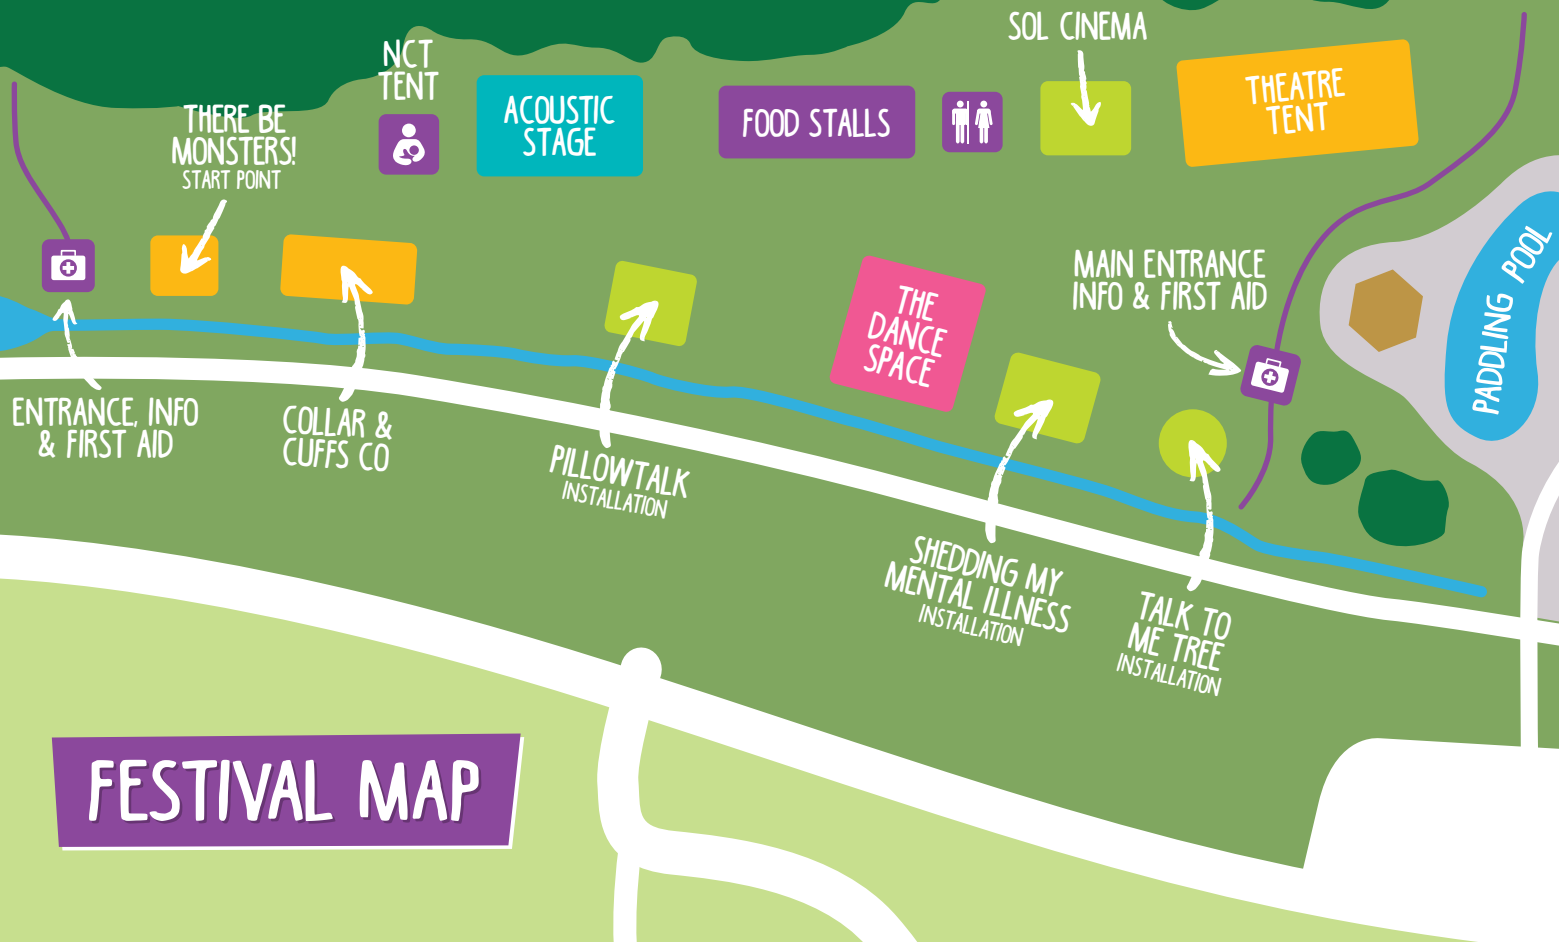 SOL CINEMA
NCT
TENT
THERE BE
MONSTERS!
START POINT
ACOUSTIC
STAGE
FOOD STALLS
THEATRE
TENT
PADDLING POOL
MAIN ENTRANCE
INFO & FIRST AID
THE
DANCE
SPACE
ENTRANCE, INFO
& FIRST AID
COLLAR &
CUFFS CO
PILLOWTALK
INSTALLATION
SHEDDING MY
MENTAL ILLNESS
INSTALLATION
TALK TO
ME TREE
INSTALLATION
FESTIVAL MAP